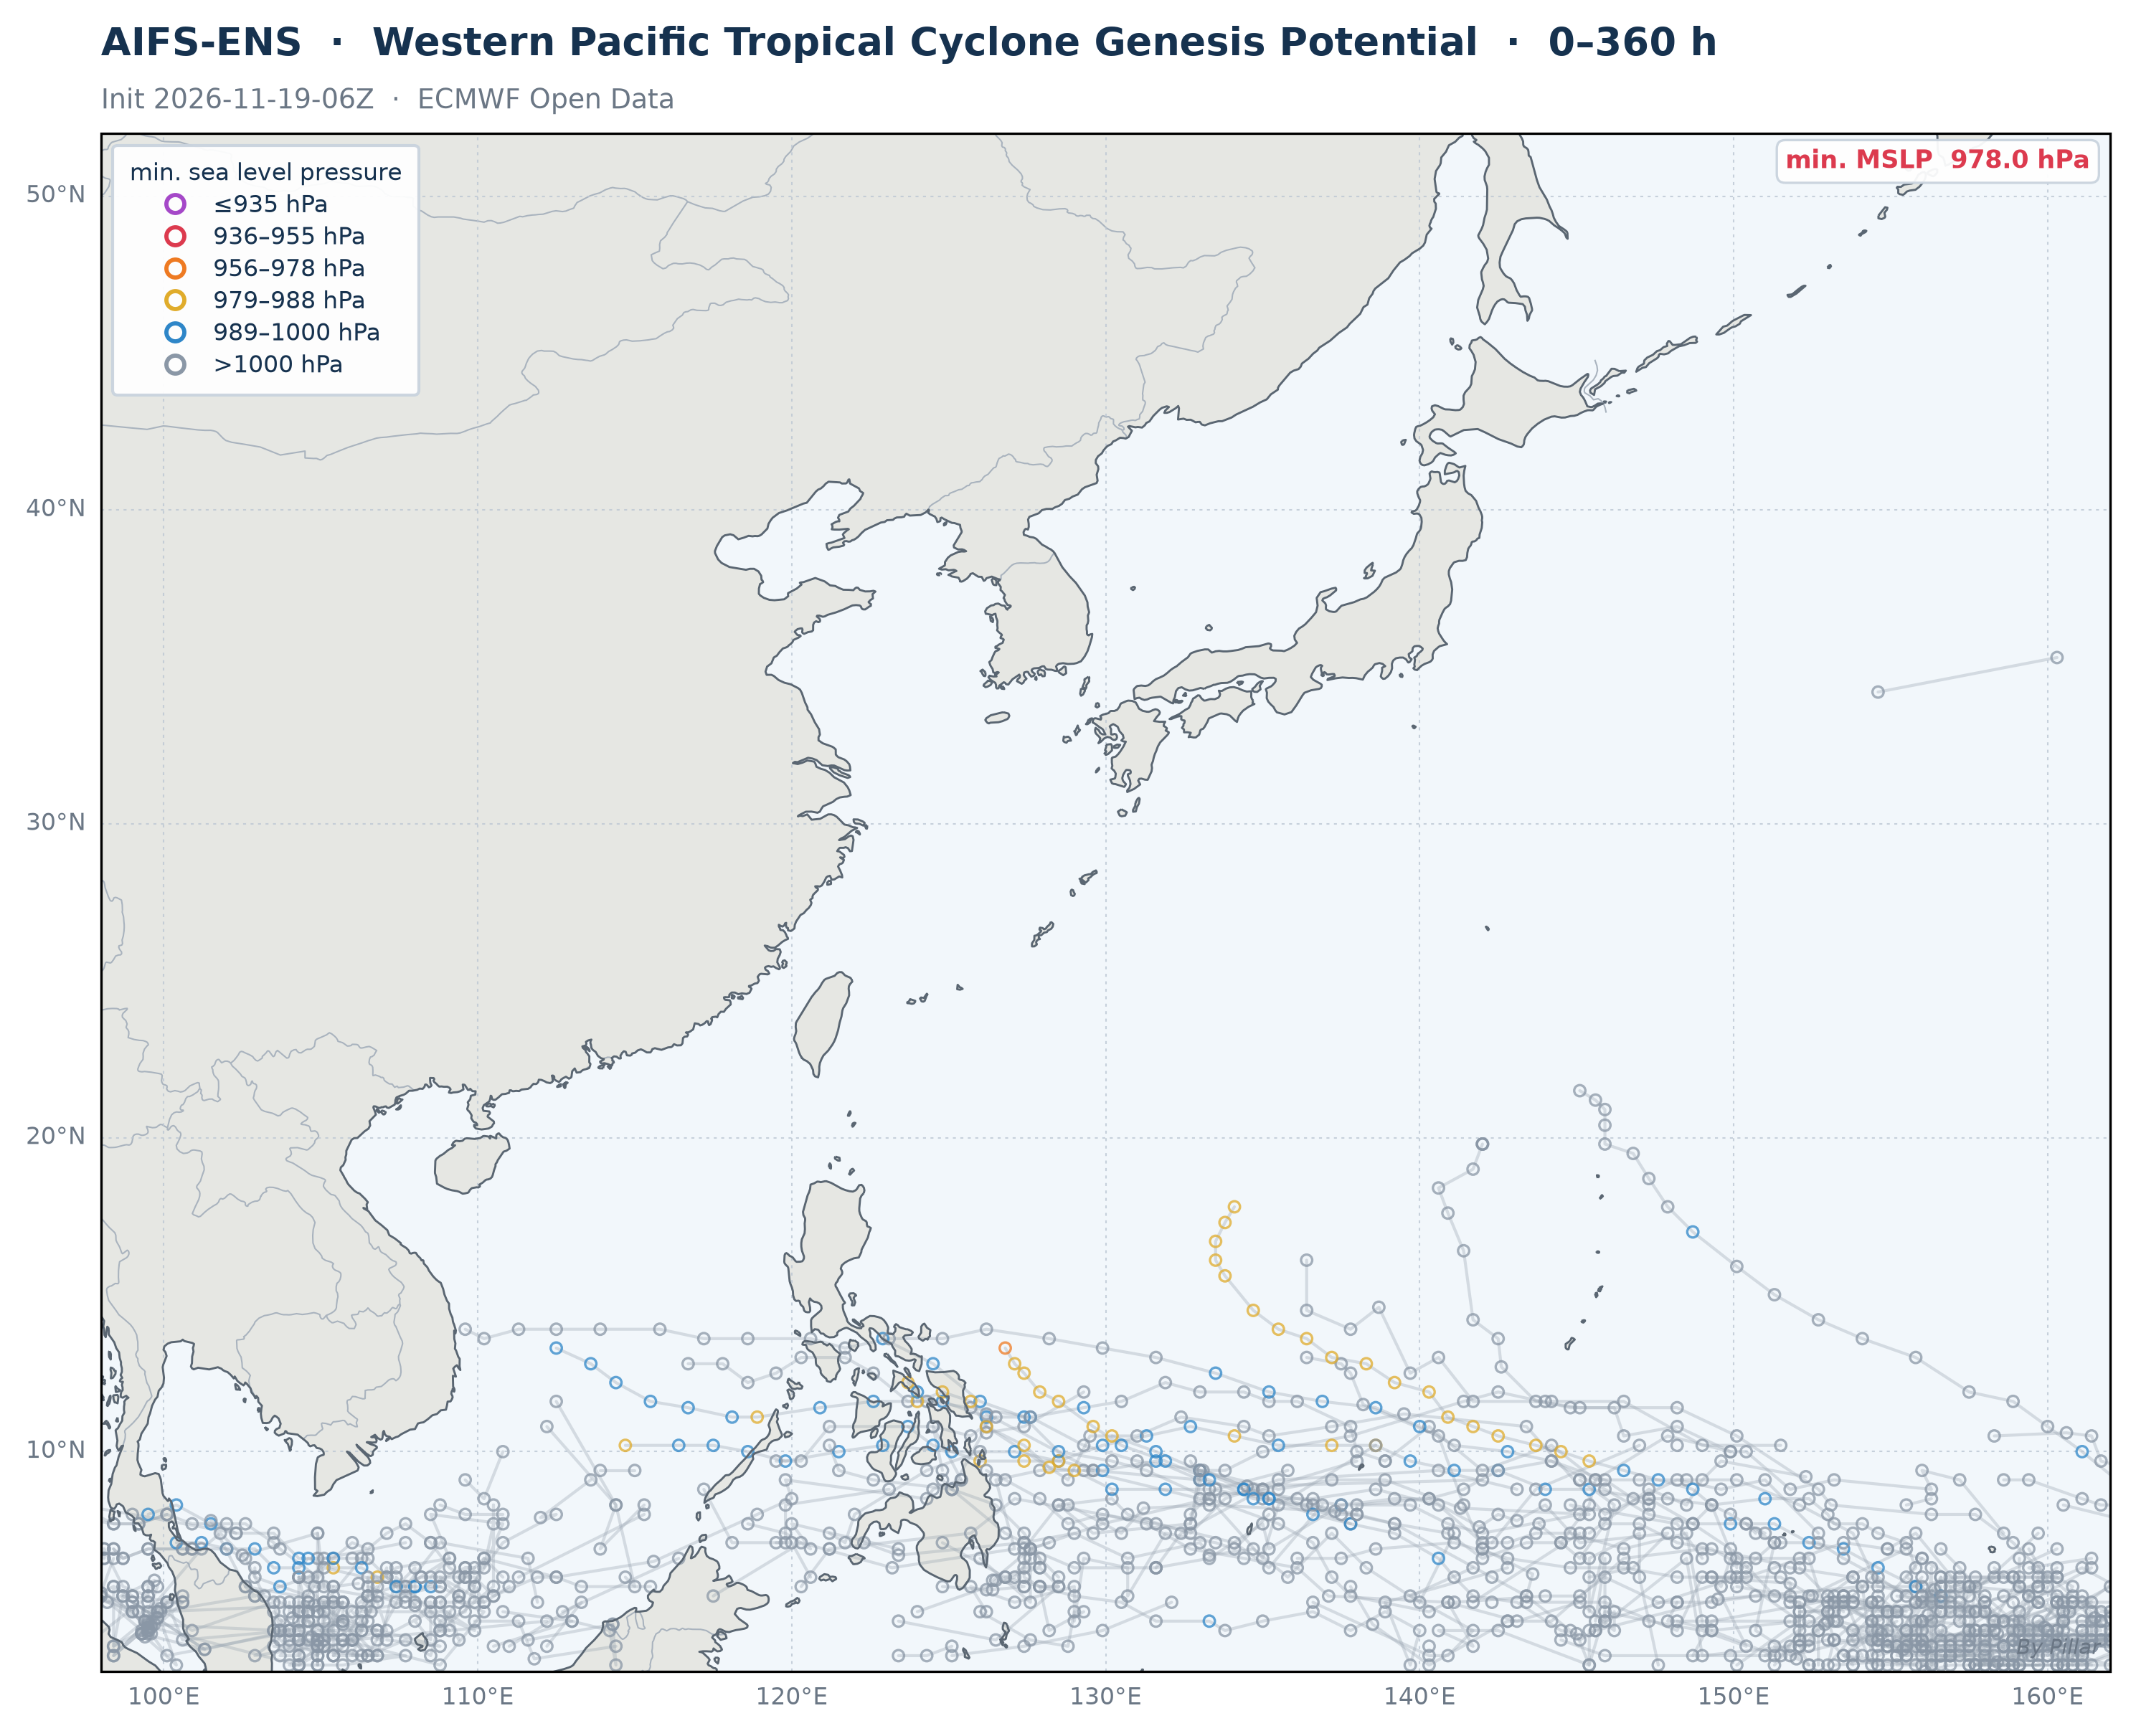 AIFS-ENS · Western Pacific Tropical Cyclone Genesis Potential · 0–360 h
Init 2026-11-19-06Z · ECMWF Open Data
min. sea level pressure
≤935 hPa
936–955 hPa
956–978 hPa
979–988 hPa
989–1000 hPa
>1000 hPa
min. MSLP 978.0 hPa
50°N
40°N
30°N
20°N
10°N
By Pillar
100°E 110°E 120°E 130°E 140°E 150°E 160°E